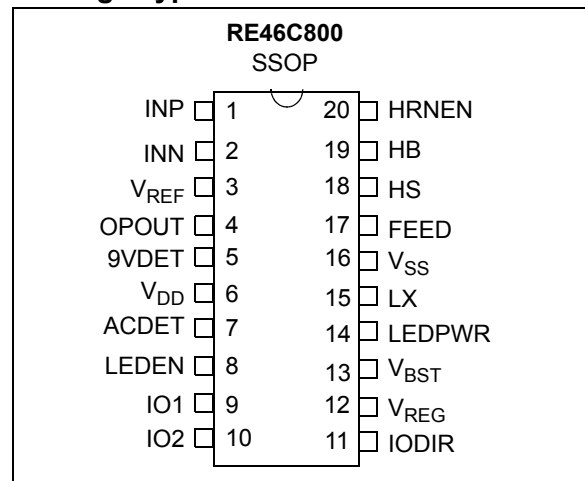 RE46C800
SSOP
INP 1 20 HRNEN
INN 2 19 HB
VREF 3 18 HS
OPOUT 4 17 FEED
9VDET 5 16 VSS
VDD 6 15 LX
ACDET 7 14 LEDPWR
LEDEN 8 13 VBST
IO1 9 12 VREG
IO2 10 11 IODIR